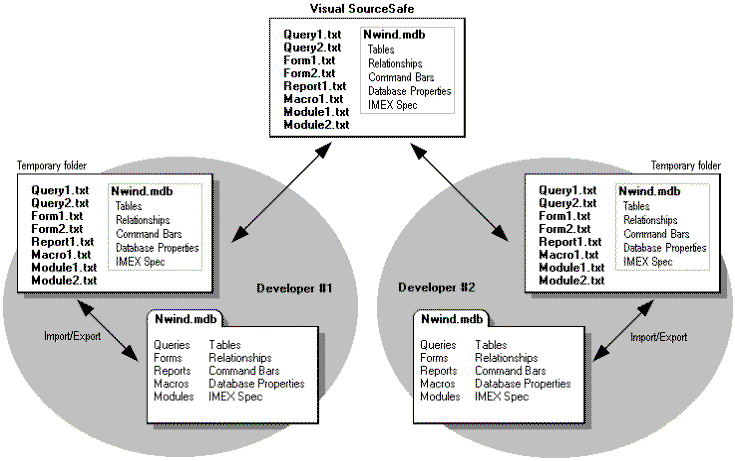 Visual SourceSafe
Query1.txt
Query2.txt
Form1.txt
Form2.txt
Report1.txt
Macro1.txt
Module1.txt
Module2.txt
Nwind.mdb
Tables
Relationships
Command Bars
Database Properties
IMEX Spec
Temporary folder
Query1.txt
Query2.txt
Form1.txt
Form2.txt
Report1.txt
Macro1.txt
Module1.txt
Module2.txt
Nwind.mdb
Tables
Relationships
Command Bars
Database Properties
IMEX Spec
Developer #1
Import/Export
Nwind.mdb
Queries Tables
Forms Relationships
Reports Command Bars
Macros Database Properties
Modules IMEX Spec
Temporary folder
Query1.txt
Query2.txt
Form1.txt
Form2.txt
Report1.txt
Macro1.txt
Module1.txt
Module2.txt
Nwind.mdb
Tables
Relationships
Command Bars
Database Properties
IMEX Spec
Developer #2
Import/Export
Nwind.mdb
Queries Tables
Forms Relationships
Reports Command Bars
Macros Database Properties
Modules IMEX Spec